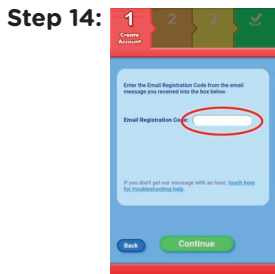 Step 14:
1 2 3
Create
Account
Enter the Email Registration Code from the email
message you received into the box below.
Email Registration Code:
If you don't get our message with an hour, touch here
for troubleshooting help.
Back Continue